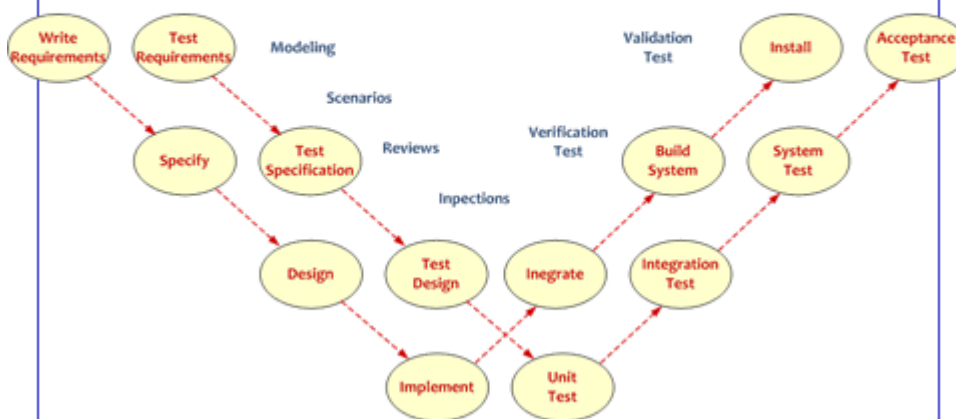 Write
Requirements
Test
Requirements
Modeling
Validation
Test
Install
Acceptance
Test
Scenarios
Specify
Test
Specification
Reviews
Verification
Test
Build
System
System
Test
Inpections
Design
Test
Design
Inegrate
Integration
Test
Implement
Unit
Test